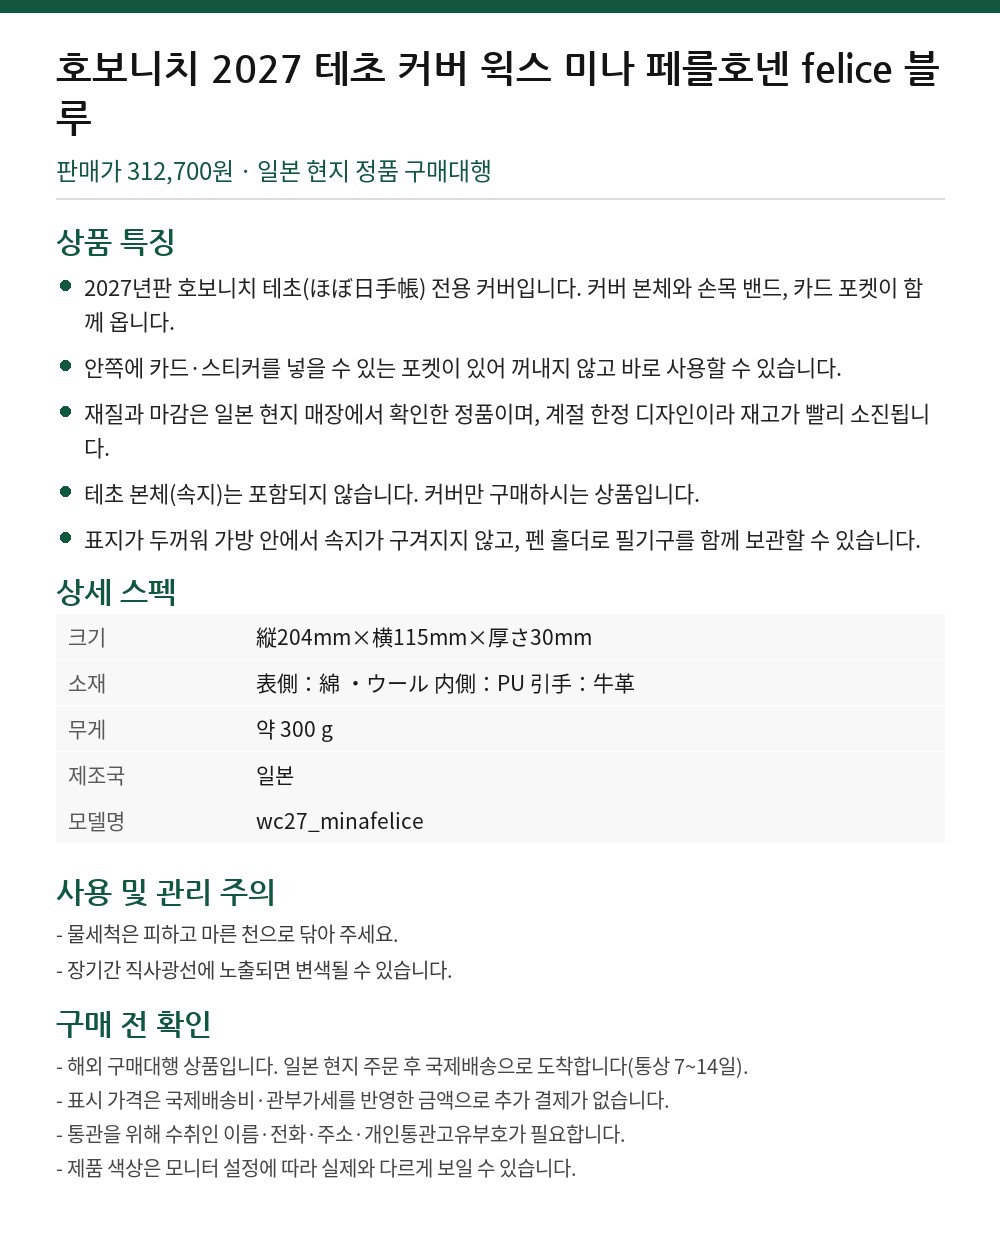 호보니치 2027 테초 커버 윅스 미나 페를호넨 felice 블
루
판매가 312,700원 · 일본 현지 정품 구매대행
상품 특징
● 2027년판 호보니치 테초(ほぼ日手帳) 전용 커버입니다. 커버 본체와 손목 밴드, 카드 포켓이 함
께 옵니다.
● 안쪽에 카드·스티커를 넣을 수 있는 포켓이 있어 꺼내지 않고 바로 사용할 수 있습니다.
● 재질과 마감은 일본 현지 매장에서 확인한 정품이며, 계절 한정 디자인이라 재고가 빨리 소진됩니
다.
● 테초 본체(속지)는 포함되지 않습니다. 커버만 구매하시는 상품입니다.
● 표지가 두꺼워 가방 안에서 속지가 구겨지지 않고, 펜 홀더로 필기구를 함께 보관할 수 있습니다.
상세 스펙
크기 縦204mm×横115mm×厚さ30mm
소재 表側：綿 ・ウール 内側：PU 引手：牛革
무게 약 300 g
제조국 일본
모델명 wc27_minafelice
사용 및 관리 주의
- 물세척은 피하고 마른 천으로 닦아 주세요.
- 장기간 직사광선에 노출되면 변색될 수 있습니다.
구매 전 확인
- 해외 구매대행 상품입니다. 일본 현지 주문 후 국제배송으로 도착합니다(통상 7~14일).
- 표시 가격은 국제배송비·관부가세를 반영한 금액으로 추가 결제가 없습니다.
- 통관을 위해 수취인 이름·전화·주소·개인통관고유부호가 필요합니다.
- 제품 색상은 모니터 설정에 따라 실제와 다르게 보일 수 있습니다.